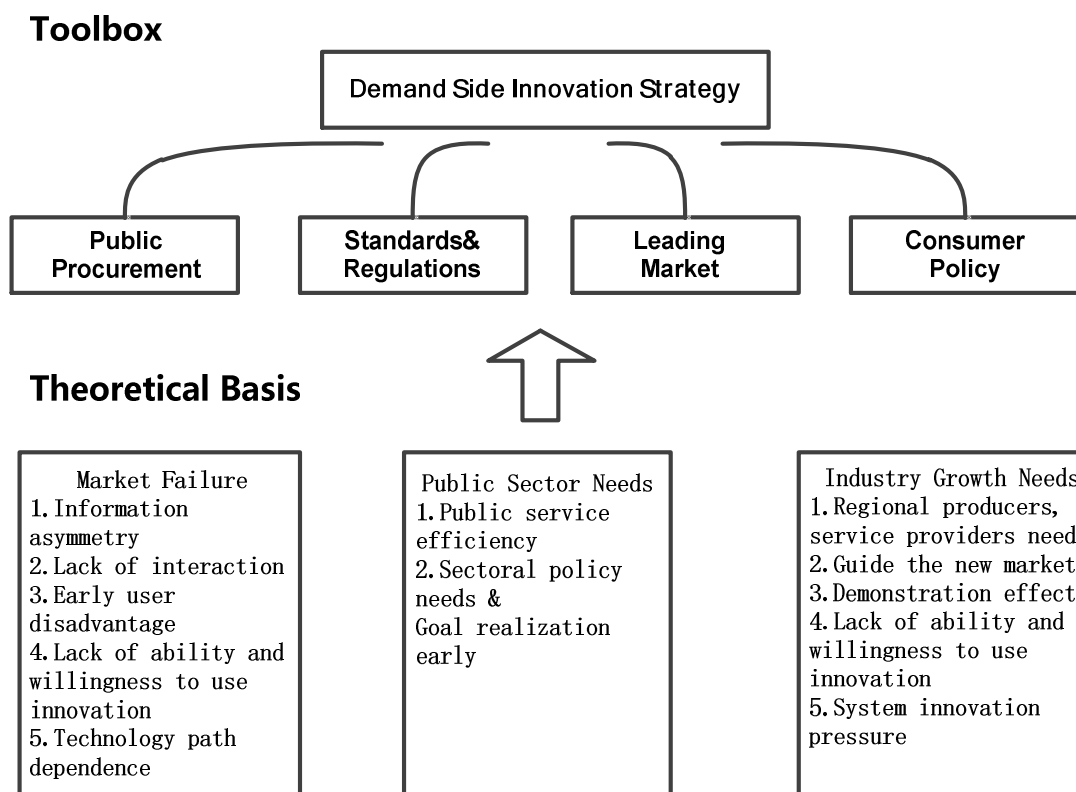 Toolbox
Demand Side Innovation Strategy
Public
Procurement
Standards&
Regulations
Leading
Market
Consumer
Policy
Theoretical Basis
Market Failure
1.Information
asymmetry
2.Lack of interaction
3.Early user
disadvantage
4.Lack of ability and
willingness to use
innovation
5.Technology path
dependence
Public Sector Needs
1.Public service
efficiency
2.Sectoral policy
needs &
Goal realization
early
Industry Growth Needs
1.Regional producers,
service providers need
2.Guide the new market
3.Demonstration effect
4.Lack of ability and
willingness to use
innovation
5.System innovation
pressure